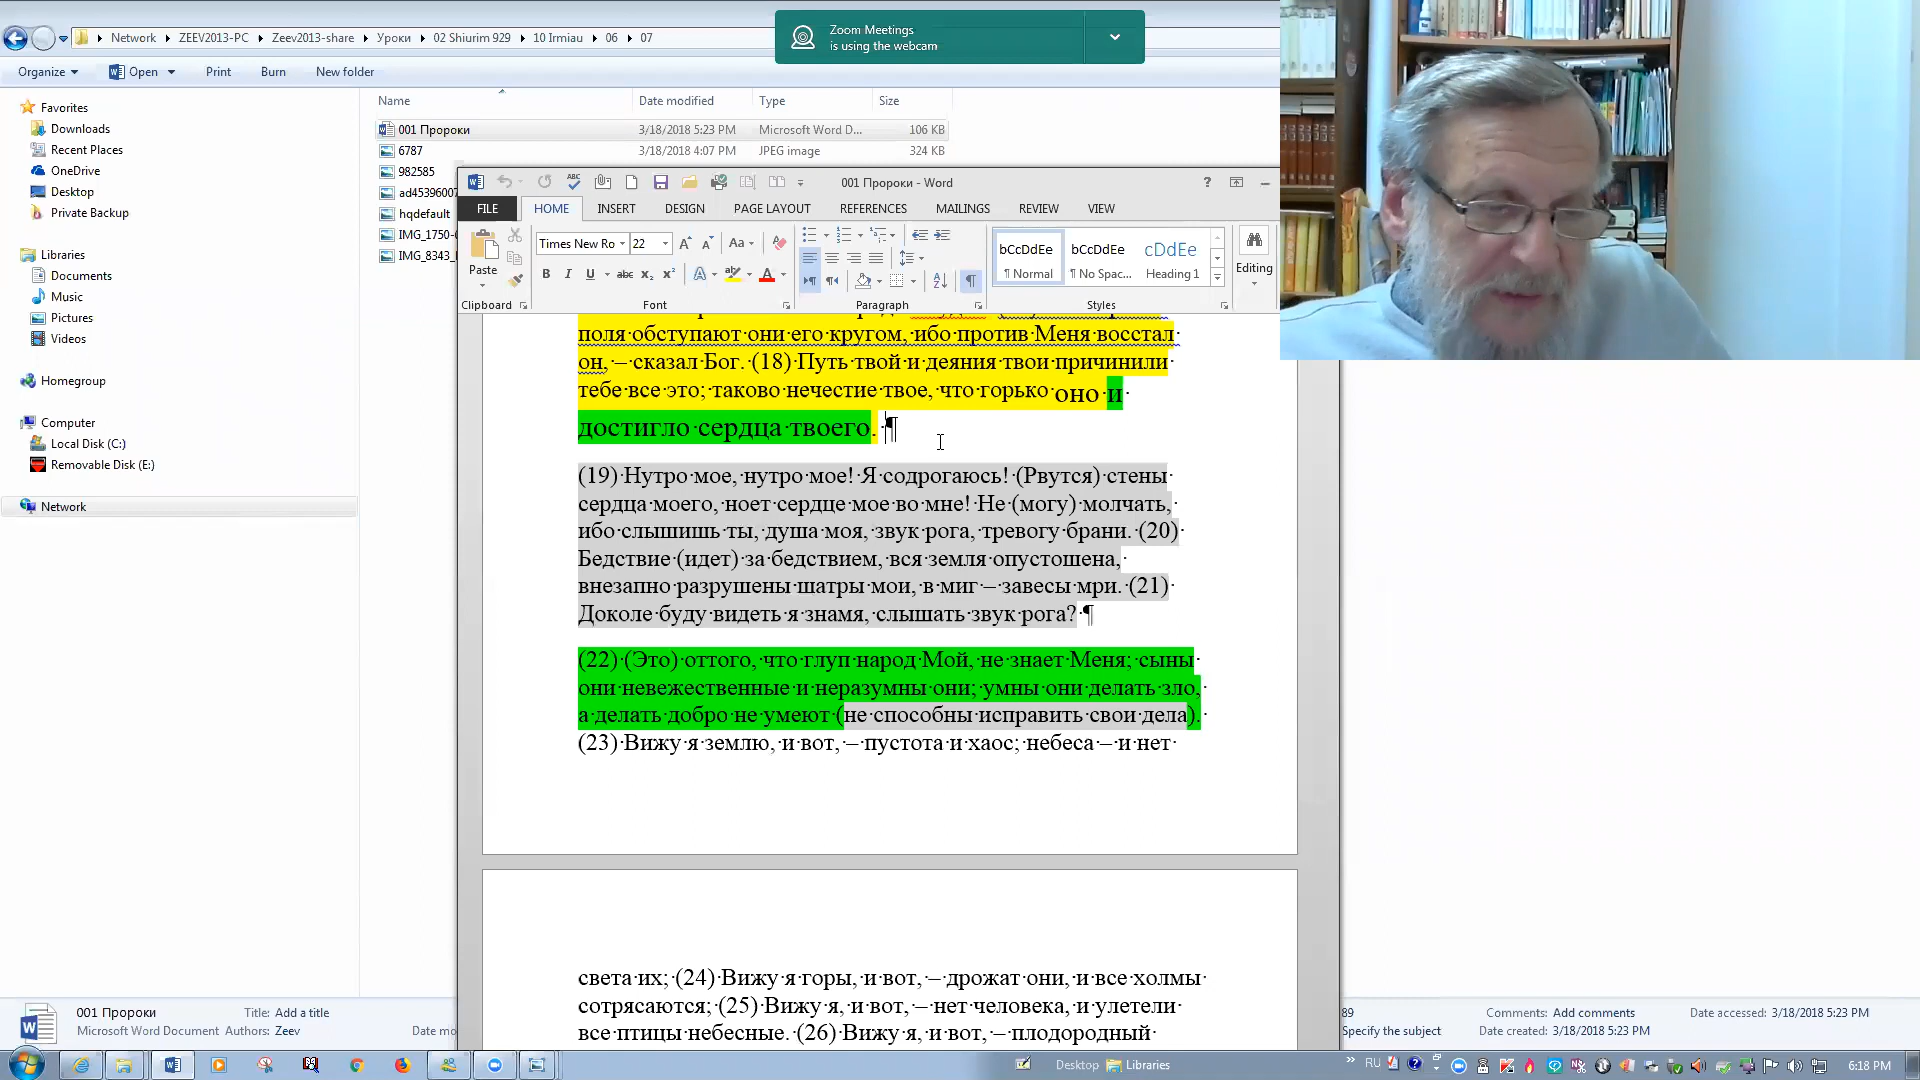 Network ▸ ZEEV2013-PC ▸ Zeev2013-share ▸ Уроки ▸ 02 Shiurim 929 ▸ 10 Irmiau ▸ 06 ▸ 07
Zoom Meetings
is using the webcam
Organize Open Print Burn New folder
Favorites
Downloads
Recent Places
OneDrive
Desktop
Private Backup
Libraries
Documents
Music
Pictures
Videos
Homegroup
Computer
Local Disk (C:)
Removable Disk (E:)
Network
Name Date modified Type Size
001 Пророки 3/18/2018 5:23 PM Microsoft Word D... 106 KB
6787 3/18/2018 4:07 PM JPEG image 324 KB
982585
ad45396007
hqdefault
IMG_1750-
IMG_8343_
001 Пророки - Word
FILE HOME INSERT DESIGN PAGE LAYOUT REFERENCES MAILINGS REVIEW VIEW
Paste
Times New Ro 22
AaBbCcDdEe
¶ Normal ¶ No Spac... Heading 1
Editing
Clipboard Font Paragraph Styles
поля обступают они его кругом, ибо против Меня восстал
он, – сказал Бог. (18) Путь твой и деяния твои причинили
тебе все это; таково нечестие твое, что горько оно и
достигло сердца твоего. ¶
(19) Нутро мое, нутро мое! Я содрогаюсь! (Рвутся) стены
сердца моего, ноет сердце мое во мне! Не (могу) молчать,
ибо слышишь ты, душа моя, звук рога, тревогу брани. (20)
Бедствие (идет) за бедствием, вся земля опустошена,
внезапно разрушены шатры мои, в миг – завесы мри. (21)
Доколе буду видеть я знамя, слышать звук рога? ¶
(22) (Это) оттого, что глуп народ Мой, не знает Меня; сыны
они невежественные и неразумны они; умны они делать зло,
а делать добро не умеют (не способны исправить свои дела).
(23) Вижу я землю, и вот, – пустота и хаос; небеса – и нет
света их; (24) Вижу я горы, и вот, – дрожат они, и все холмы
сотрясаются; (25) Вижу я, и вот, – нет человека, и улетели
все птицы небесные. (26) Вижу я, и вот, – плодородный
001 Пророки Title: Add a title
Microsoft Word Document Authors: Zeev Date mo
89 Comments: Add comments Date accessed: 3/18/2018 5:23 PM
Specify the subject Date created: 3/18/2018 5:23 PM
Desktop Libraries RU 6:18 PM